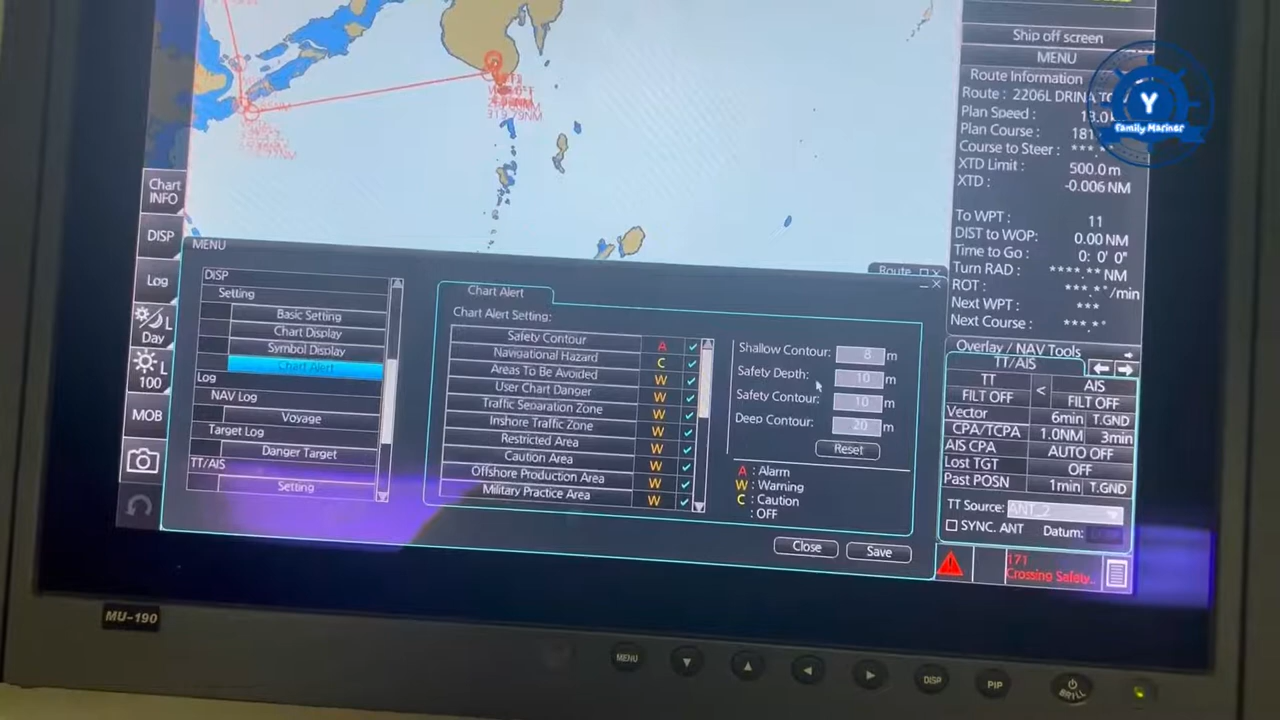 Ship off screen
MENU
Route Information
Route : 2206L DRINA TO
Plan Speed :
Plan Course :
Course to Steer : ***.*
XTD Limit : 500.0 m
XTD : -0.006 NM
To WPT : 11
DIST to WOP: 0.00 NM
Time to Go : 0: 0' 0"
Turn RAD : ****.** NM
ROT : ***.*°/min
Next WPT : ***
Next Course : ***.*°
Y
Family Mariner
Chart INFO
DISP
Log
L
Day
L
100
MOB
313.79NM
MENU
DISP
Setting
Basic Setting
Chart Display
Symbol Display
Chart Alert
Log
NAV Log
Voyage
Target Log
Danger Target
TT/AIS
Setting
Route
Chart Alert
Chart Alert Setting:
Safety Contour A
Navigational Hazard C
Areas To Be Avoided W
User Chart Danger W
Traffic Separation Zone W
Inshore Traffic Zone W
Restricted Area W
Caution Area W
Offshore Production Area W
Military Practice Area W
Shallow Contour: 8 m
Safety Depth: 10 m
Safety Contour: 10 m
Deep Contour: 20 m
Reset
A : Alarm
W : Warning
C : Caution
: OFF
Close Save
Overlay / NAV Tools
TT/AIS
TT < AIS
FILT OFF FILT OFF
Vector 6min T.GND
CPA/TCPA 1.0NM 3min
AIS CPA AUTO OFF
Lost TGT OFF
Past POSN 1min T.GND
TT Source: ANT_2
SYNC. ANT Datum:
171
Crossing Safety..
MU-190
MENU
DISP
PIP
BRILL